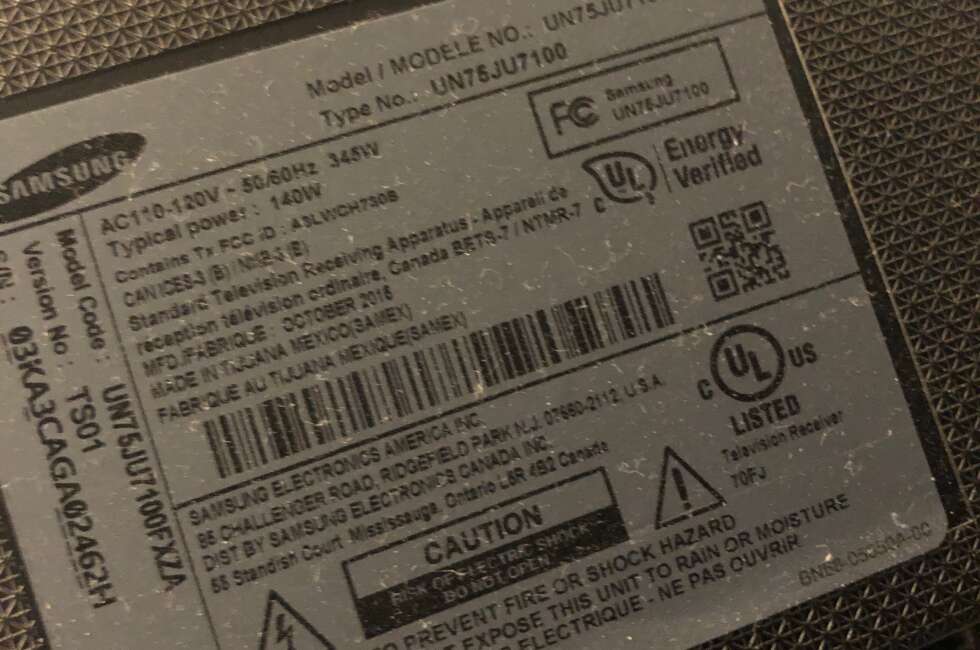 SAMSUNG
Model / MODELE NO.: UN75JU7100
Type No.: UN75JU7100
FC Samsung
UN75JU7100
AC110-120V ~ 50/60Hz 345W
Typical power : 140W
Contains Tx FCC ID : A3LWCH730B
CAN ICES-3 (B) / NMB-3 (B)
Standard Television Receiving Apparatus - Appareil de
reception télévision ordinaire, Canada BETS-7 / NTMR-7
MFD/FABRIQUE : OCTOBER
MADE IN TIJUANA MEXICO(SAMEX)
FABRIQUE AU TIJUANA MEXIQUE(SAMEX)
C UL
Energy
Verified
Model Code : UN75JU7100FXZA
Version No : TS01
S/N : 03KA3CAGA02462H
SAMSUNG ELECTRONICS AMERICA INC.
85 CHALLENGER ROAD, RIDGEFIELD PARK N.J. 07660-2112 U.S.A.
DIST BY SAMSUNG ELECTRONICS CANADA INC.
55 Standish Court Mississauga, Ontario L5R 4B2 Canada
C UL US
LISTED
Television Receiver
70FJ
CAUTION
RISK OF ELECTRIC SHOCK
DO NOT OPEN
PREVENT FIRE OR SHOCK HAZARD
EXPOSE THIS UNIT TO RAIN OR MOISTURE
ELECTRIQUE - NE PAS OUVRIR